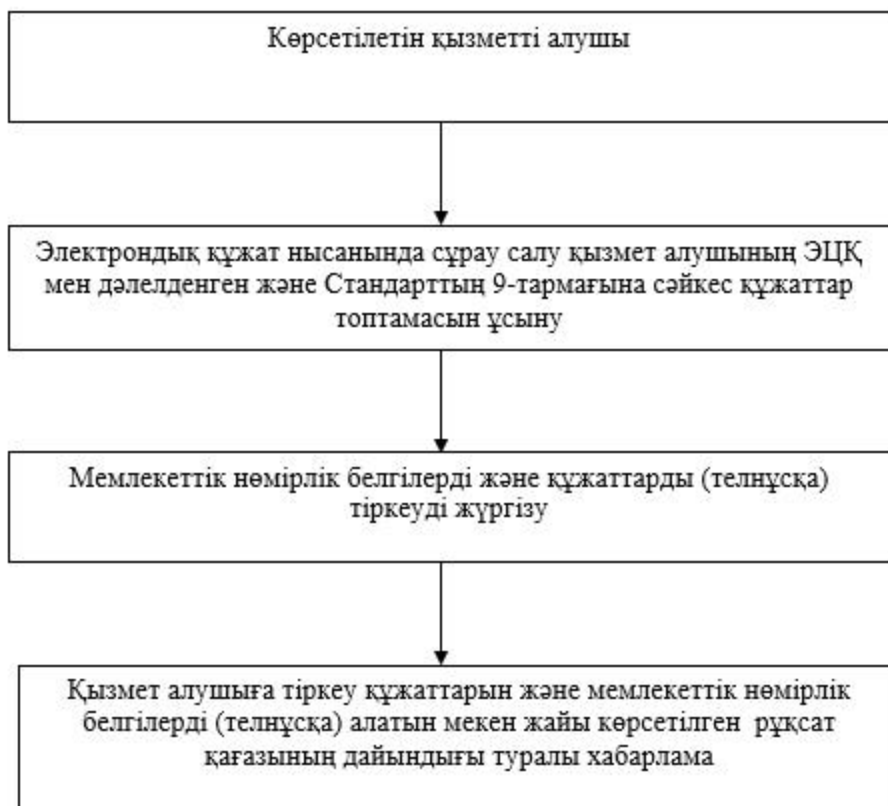 Көрсетілетін қызметті алушы
Электрондық құжат нысанында сұрау салу қызмет алушының ЭЦҚ
мен дәлелденген және Стандарттың 9-тармағына сәйкес құжаттар
топтамасын ұсыну
Мемлекеттік нөмірлік белгілерді және құжаттарды (телнұсқа)
тіркеуді жүргізу
Қызмет алушыға тіркеу құжаттарын және мемлекеттік нөмірлік
белгілерді (телнұсқа) алатын мекен жайы көрсетілген рұқсат
қағазының дайындығы туралы хабарлама